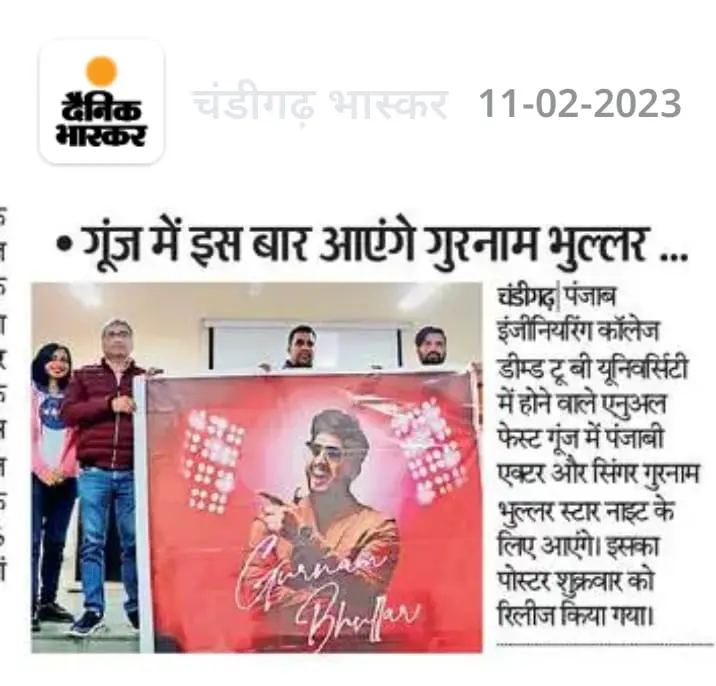 दैनिक
भास्कर
चंडीगढ़ भास्कर 11-02-2023
• गूंज में इस बार आएंगे गुरनाम भुल्लर ...
चंडीगढ़| पंजाब
इंजीनियरिंग कॉलेज
डीम्ड टू बी यूनिवर्सिटी
में होने वाले एनुअल
फेस्ट गूंज में पंजाबी
एक्टर और सिंगर गुरनाम
भुल्लर स्टार नाइट के
लिए आएंगे। इसका
पोस्टर शुक्रवार को
रिलीज किया गया।
Gurnam
Bhullar